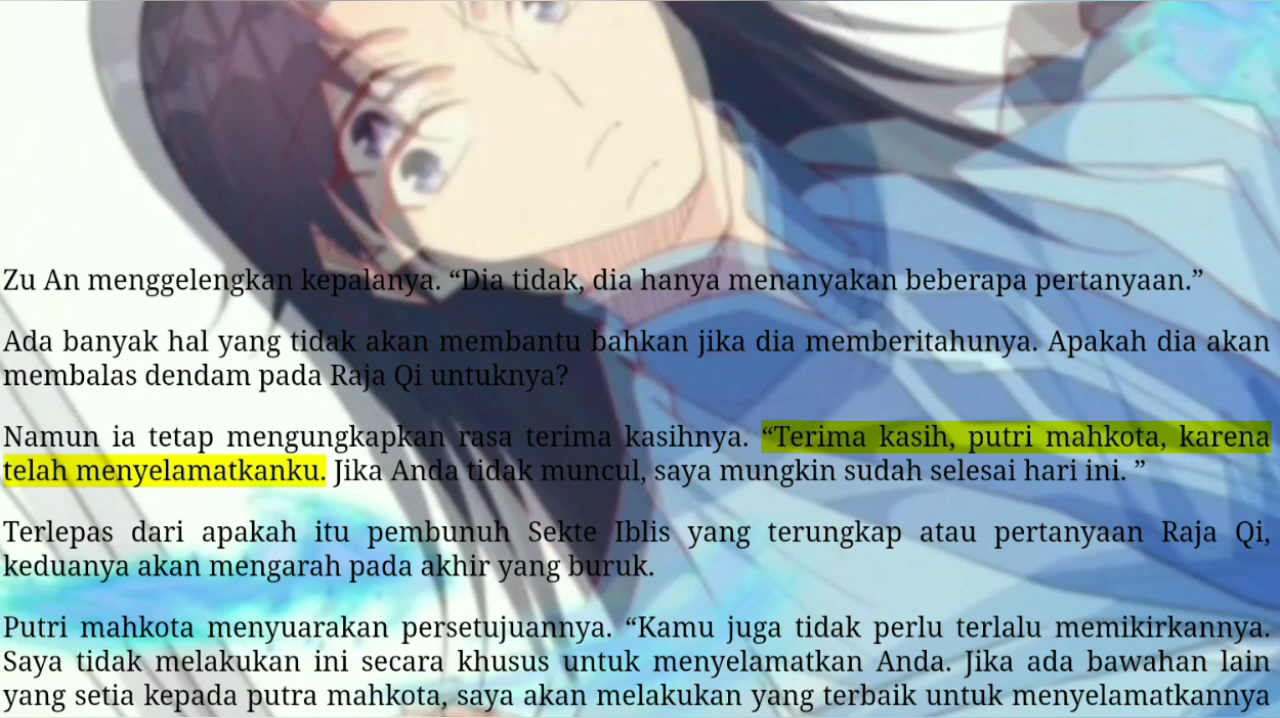 Zu An menggelengkan kepalanya. “Dia tidak, dia hanya menanyakan beberapa pertanyaan.”
Ada banyak hal yang tidak akan membantu bahkan jika dia memberitahunya. Apakah dia akan
membalas dendam pada Raja Qi untuknya?
Namun ia tetap mengungkapkan rasa terima kasihnya. “Terima kasih, putri mahkota, karena
telah menyelamatkanku. Jika Anda tidak muncul, saya mungkin sudah selesai hari ini. ”
Terlepas dari apakah itu pembunuh Sekte Iblis yang terungkap atau pertanyaan Raja Qi,
keduanya akan mengarah pada akhir yang buruk.
Putri mahkota menyuarakan persetujuannya. “Kamu juga tidak perlu terlalu memikirkannya.
Saya tidak melakukan ini secara khusus untuk menyelamatkan Anda. Jika ada bawahan lain
yang setia kepada putra mahkota, saya akan melakukan yang terbaik untuk menyelamatkannya